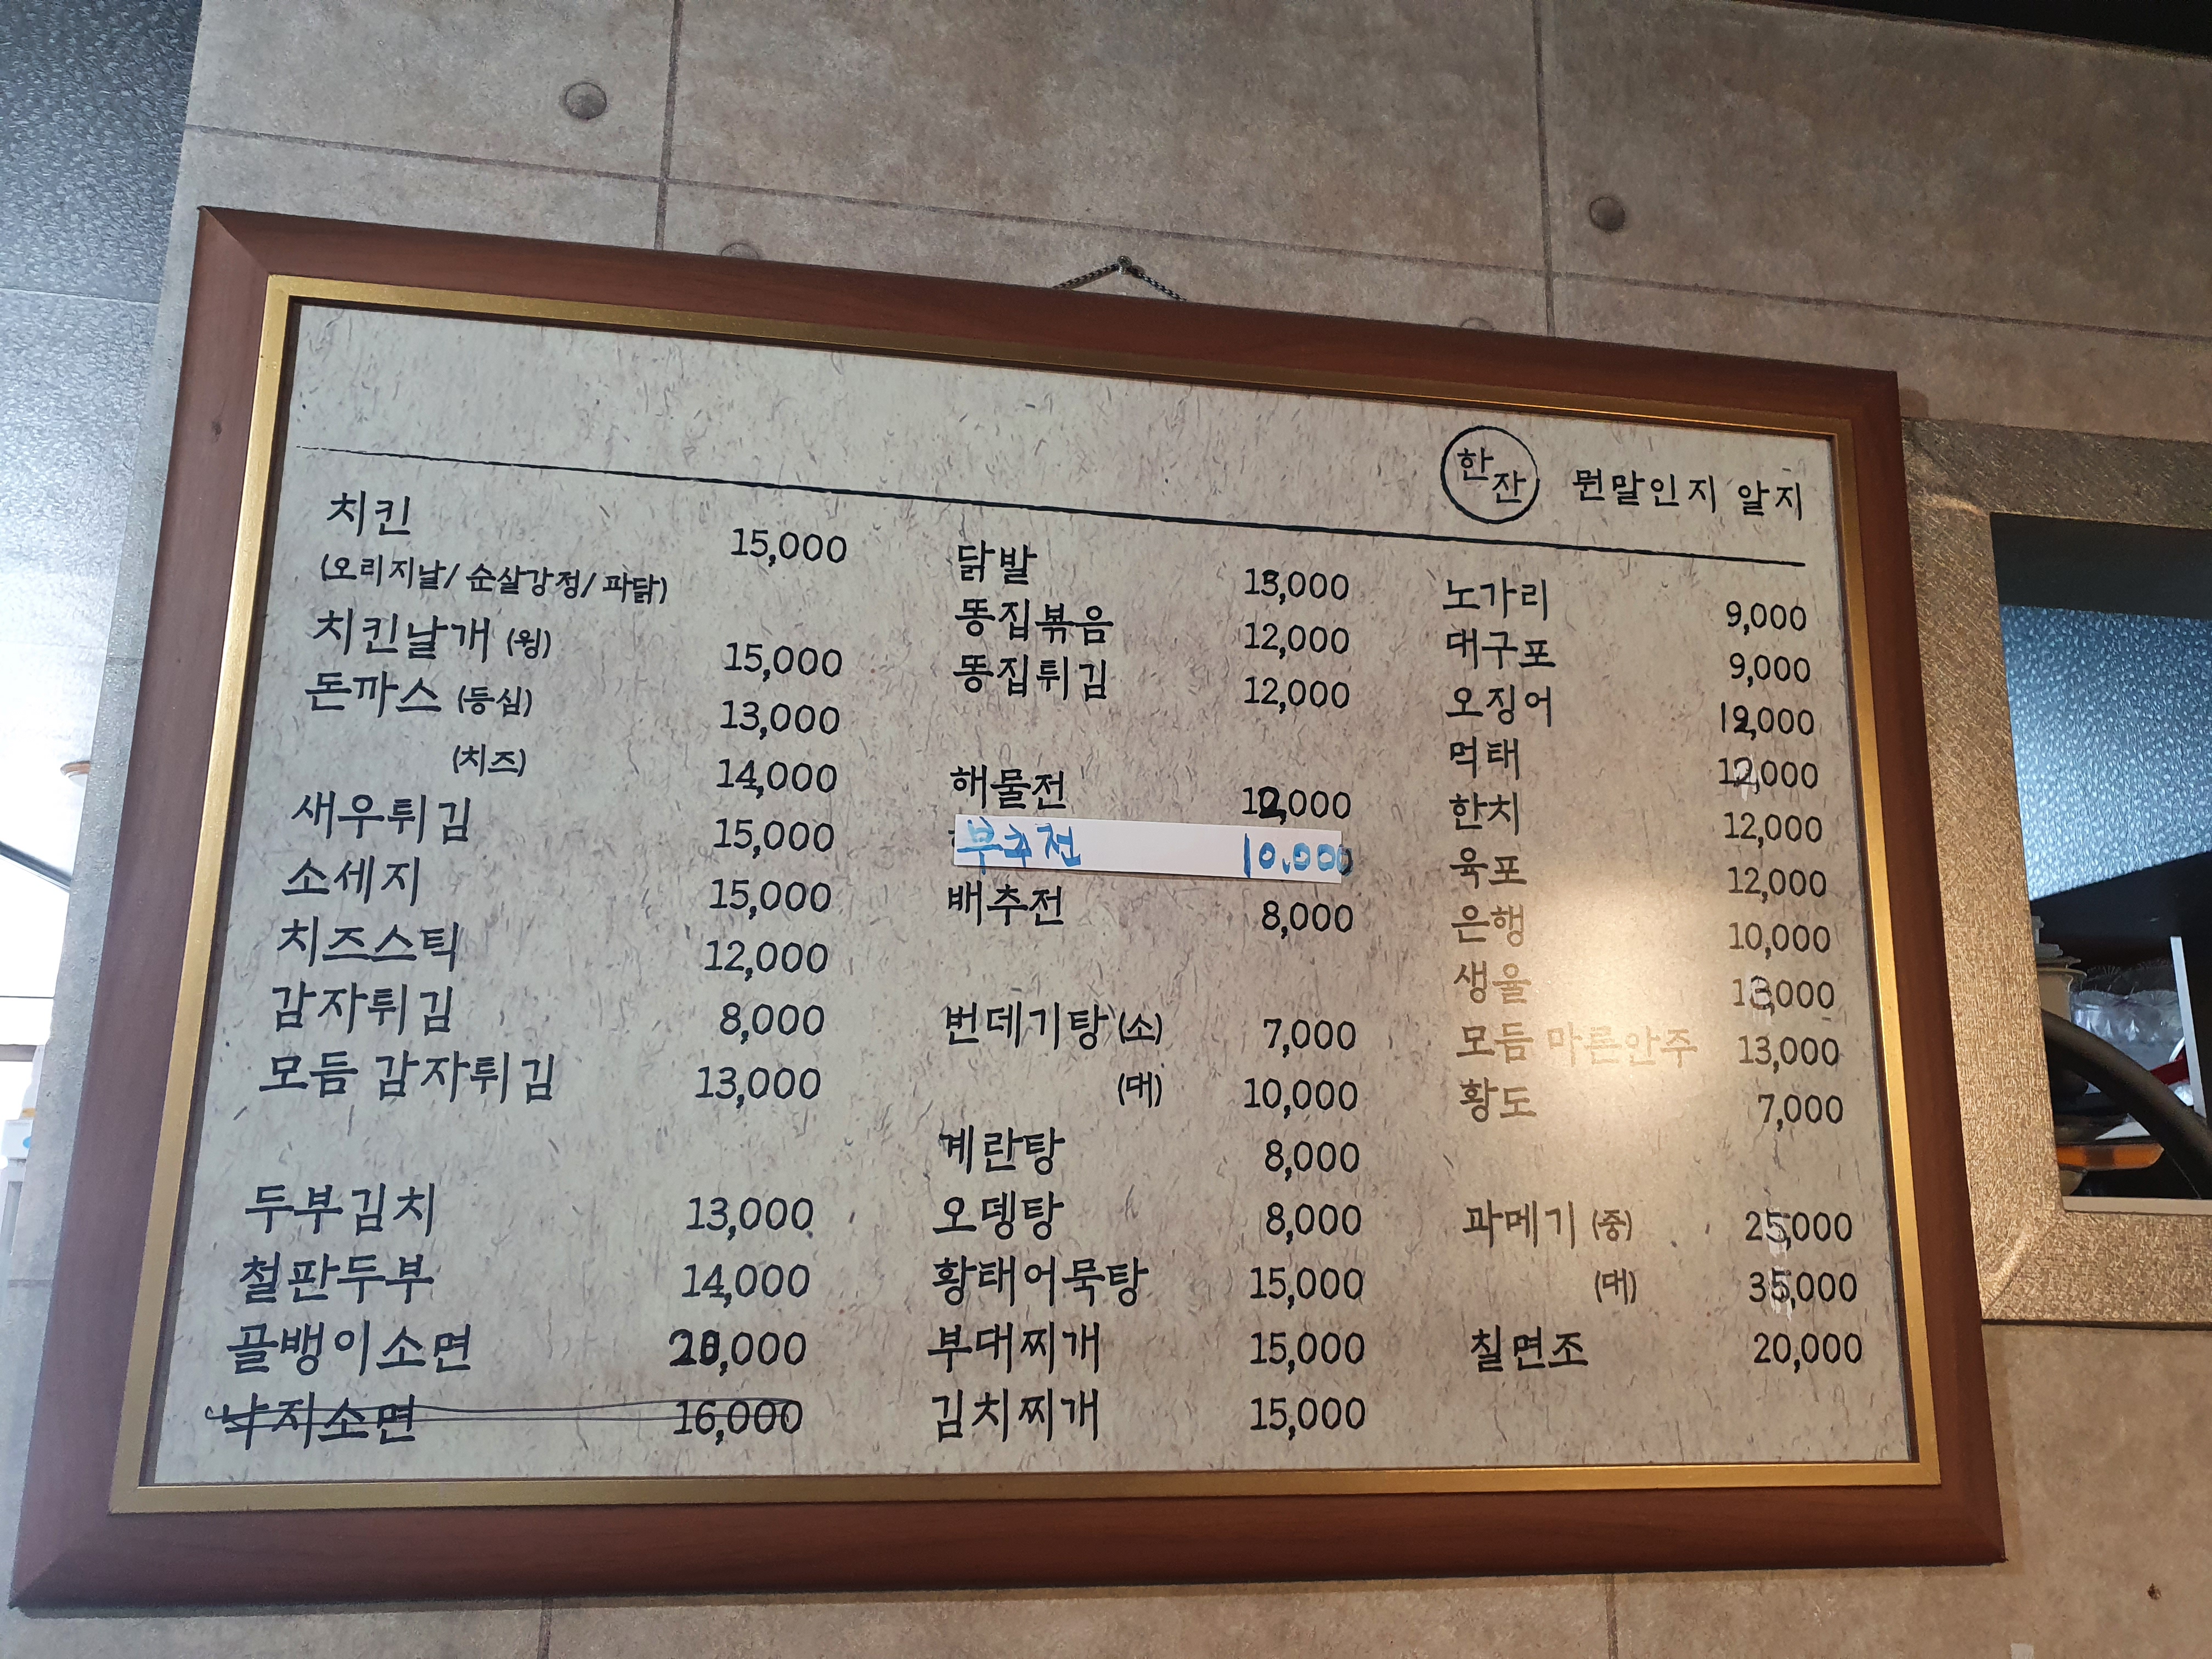 한잔 뭔말인지 알지
치킨 15,000
(오리지날/순살강정/파닭)
치킨날개 (윙) 15,000
돈까스 (등심) 13,000
(치즈) 14,000
새우튀김 15,000
소세지 15,000
치즈스틱 12,000
감자튀김 8,000
모듬 감자튀김 13,000
두부김치 13,000
철판두부 14,000
골뱅이소면 20,000
낙지소면 16,000
닭발 15,000
똥집볶음 12,000
똥집튀김 12,000
해물전 12,000
부추전 10.000
배추전 8,000
번데기탕 (소) 7,000
(대) 10,000
계란탕 8,000
오뎅탕 8,000
황태어묵탕 15,000
부대찌개 15,000
김치찌개 15,000
노가리 9,000
대구포 9,000
오징어 12,000
먹태 12,000
한치 12,000
육포 12,000
은행 10,000
생율 13,000
모듬 마른안주 13,000
황도 7,000
과메기 (중) 25,000
(대) 35,000
칠면조 20,000